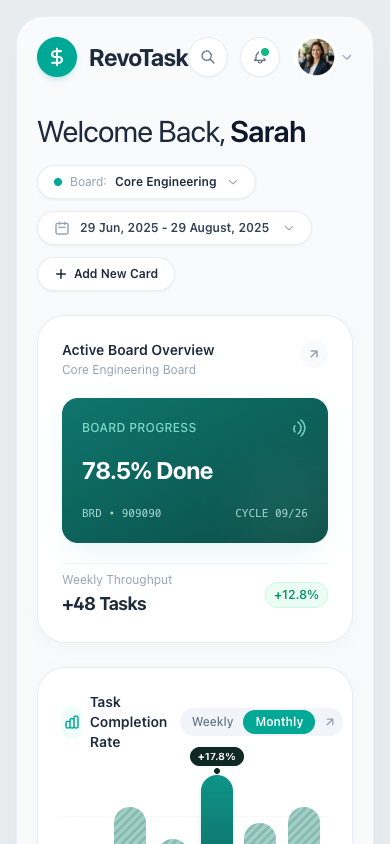 $ RevoTask
Welcome Back, Sarah
Board: Core Engineering
29 Jun, 2025 - 29 August, 2025
+ Add New Card
Active Board Overview
Core Engineering Board
BOARD PROGRESS
78.5% Done
BRD • 909090 CYCLE 09/26
Weekly Throughput
+48 Tasks
+12.8%
Task
Completion
Rate
Weekly Monthly
+17.8%